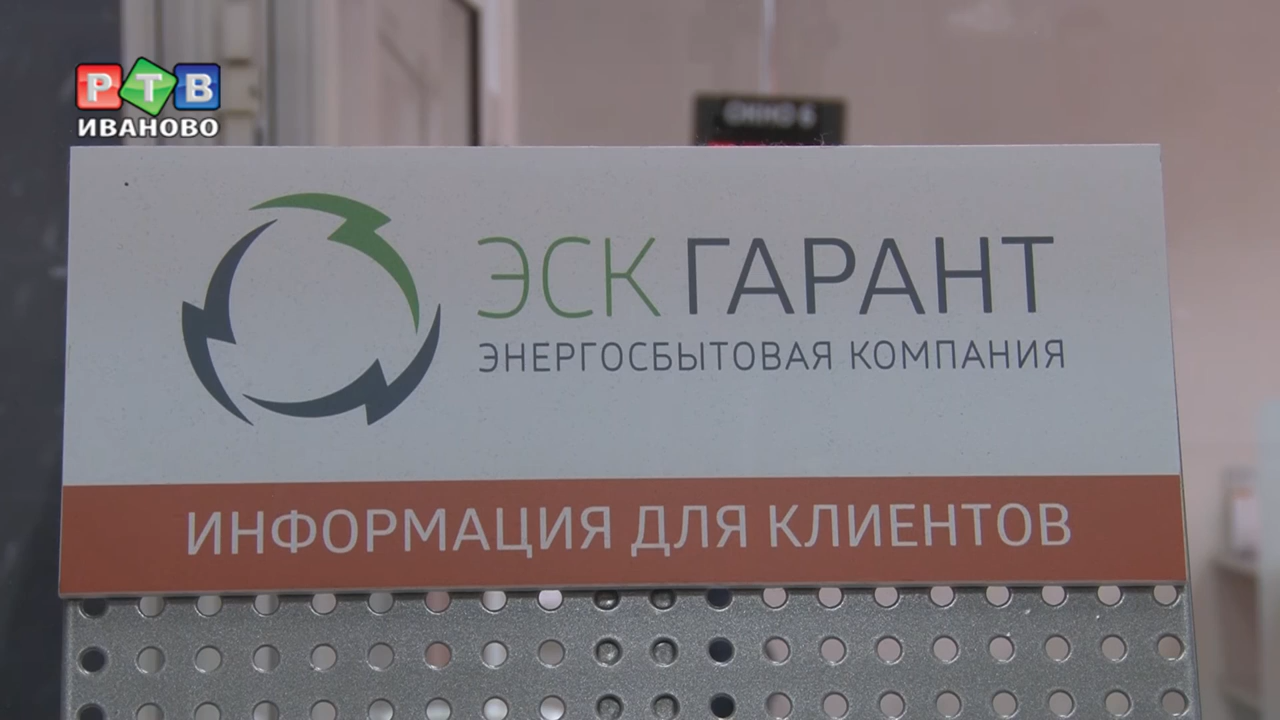 РТВ
ИВАНОВО
ЭСК ГАРАНТ
ЭНЕРГОСБЫТОВАЯ КОМПАНИЯ
ИНФОРМАЦИЯ ДЛЯ КЛИЕНТОВ